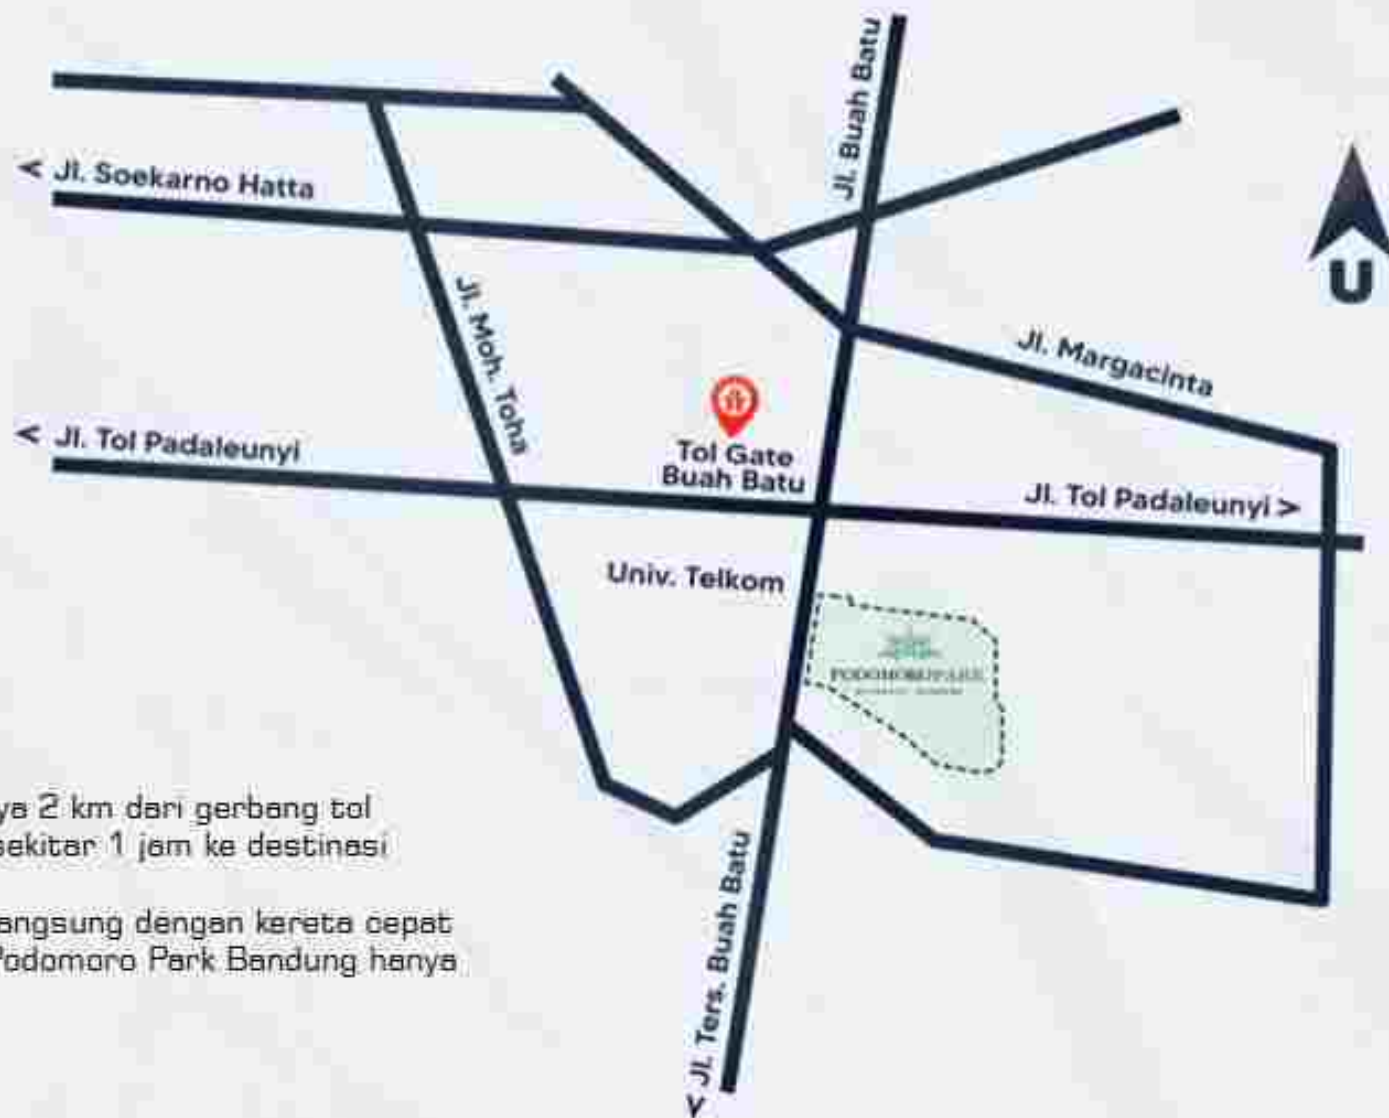 Jl. Buah Batu
< Jl. Soekarno Hatta
U
Jl. Moh. Toha
Jl. Margacinta
< Jl. Tol Padaleunyi
Tol Gate
Buah Batu
Jl. Tol Padaleunyi >
Univ. Telkom
PODOMOROPARK
ya 2 km dari gerbang tol
sekitar 1 jam ke destinasi
angsung dengan kereta cepat
Podomoro Park Bandung hanya
< Jl. Ters. Buah Batu